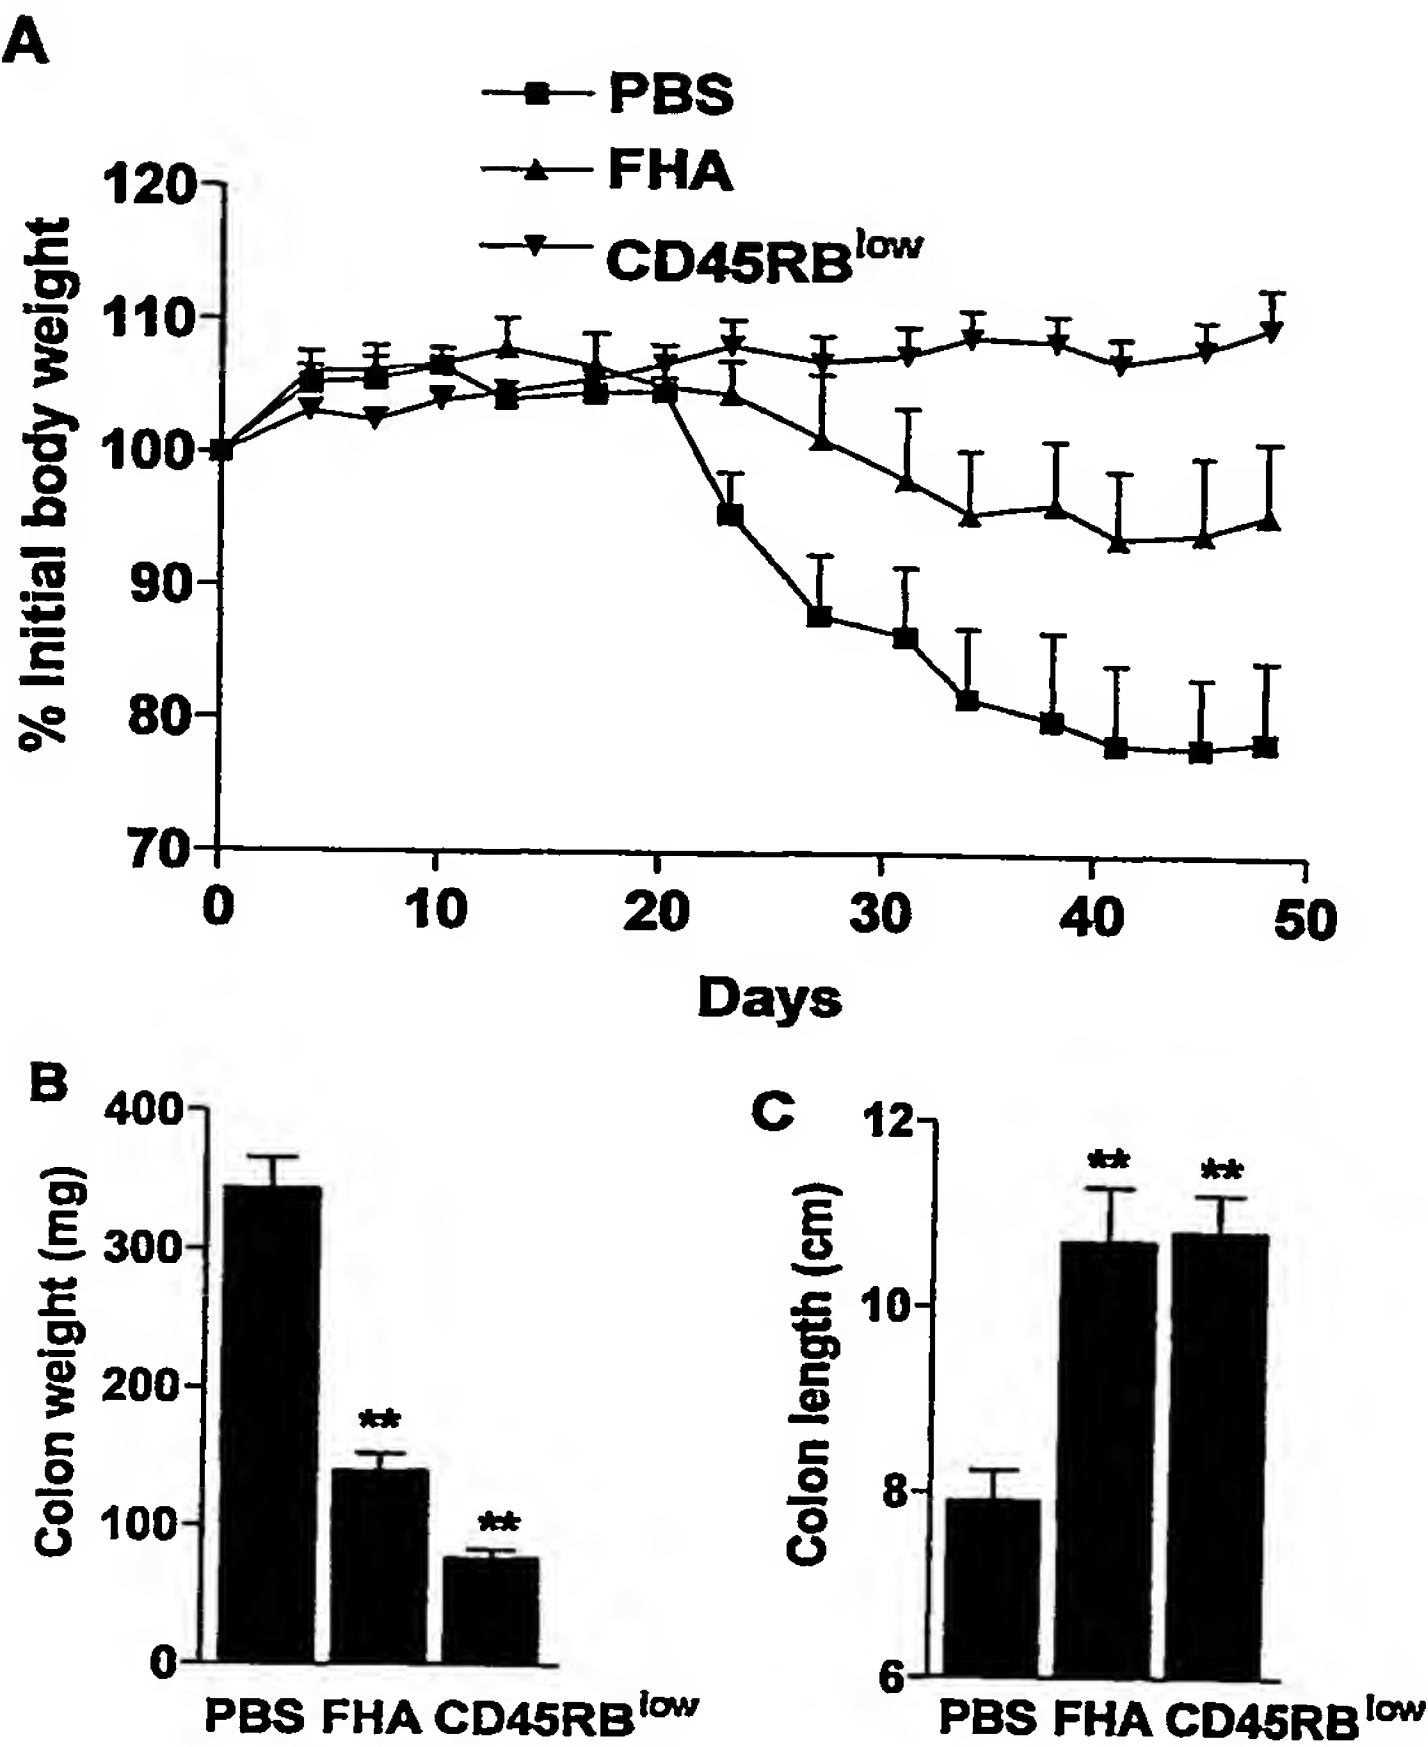 A
PBS
FHA
CD45RBlow
120
110
100
90
80
70
% Initial body weight
0 10 20 30 40 50
Days
B
400
300
200
100
0
Colon weight (mg)
**
**
PBS FHA CD45RBlow
C
12
10
8
6
Colon length (cm)
** **
PBS FHA CD45RBlow